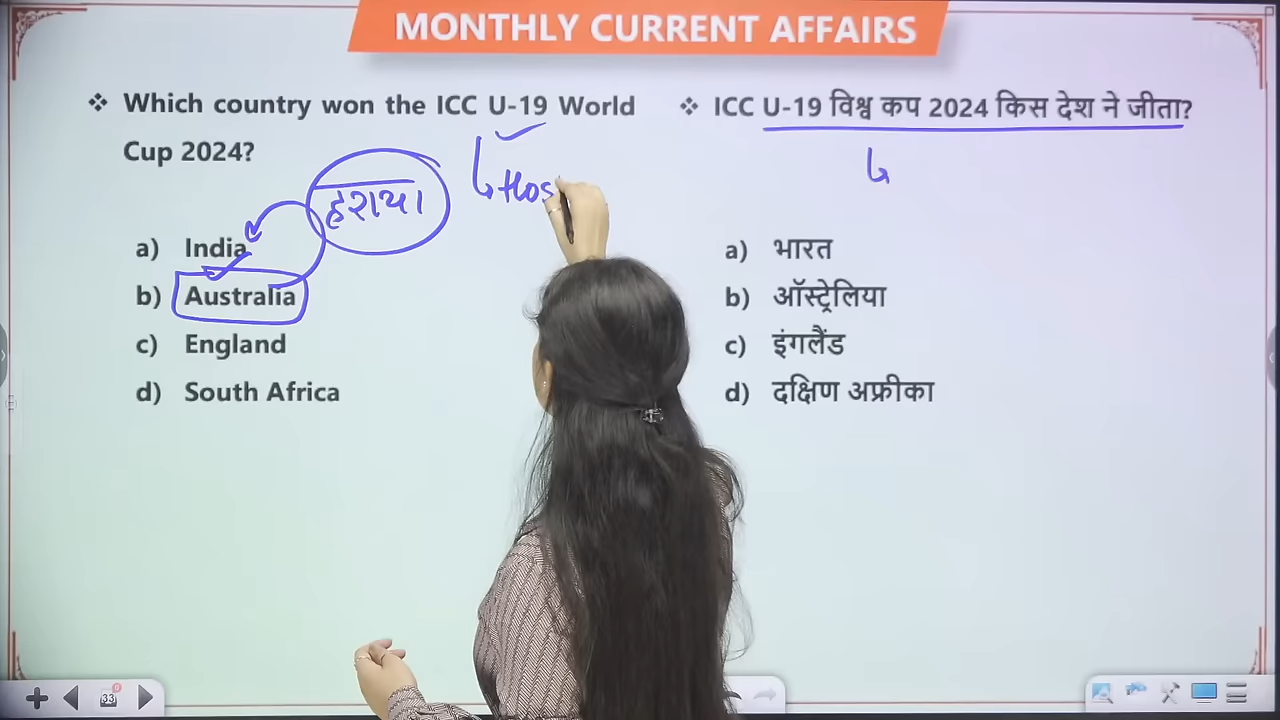 MONTHLY CURRENT AFFAIRS
❖ Which country won the ICC U-19 World
Cup 2024?
हराया
a) India
b) Australia
c) England
d) South Africa
Hos
❖ ICC U-19 विश्व कप 2024 किस देश ने जीता?
a) भारत
b) ऑस्ट्रेलिया
c) इंगलैंड
d) दक्षिण अफ्रीका
33